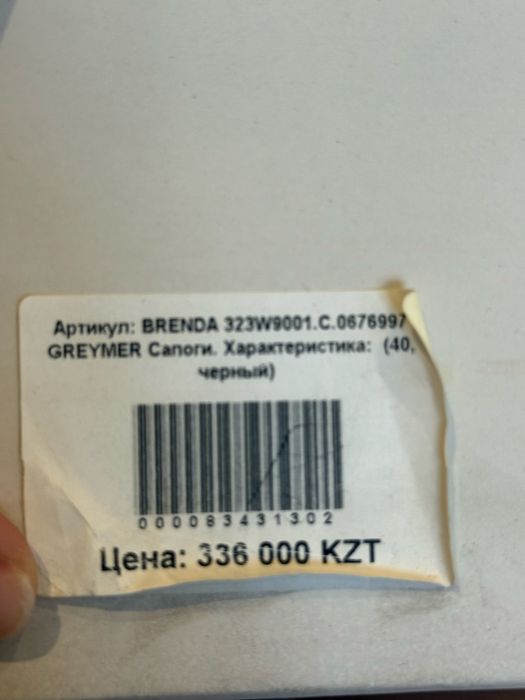 Артикул: BRENDA 323W9001.C.0676997
GREYMER Сапоги. Характеристика: (40,
черный)
000083431302
Цена: 336 000 KZT